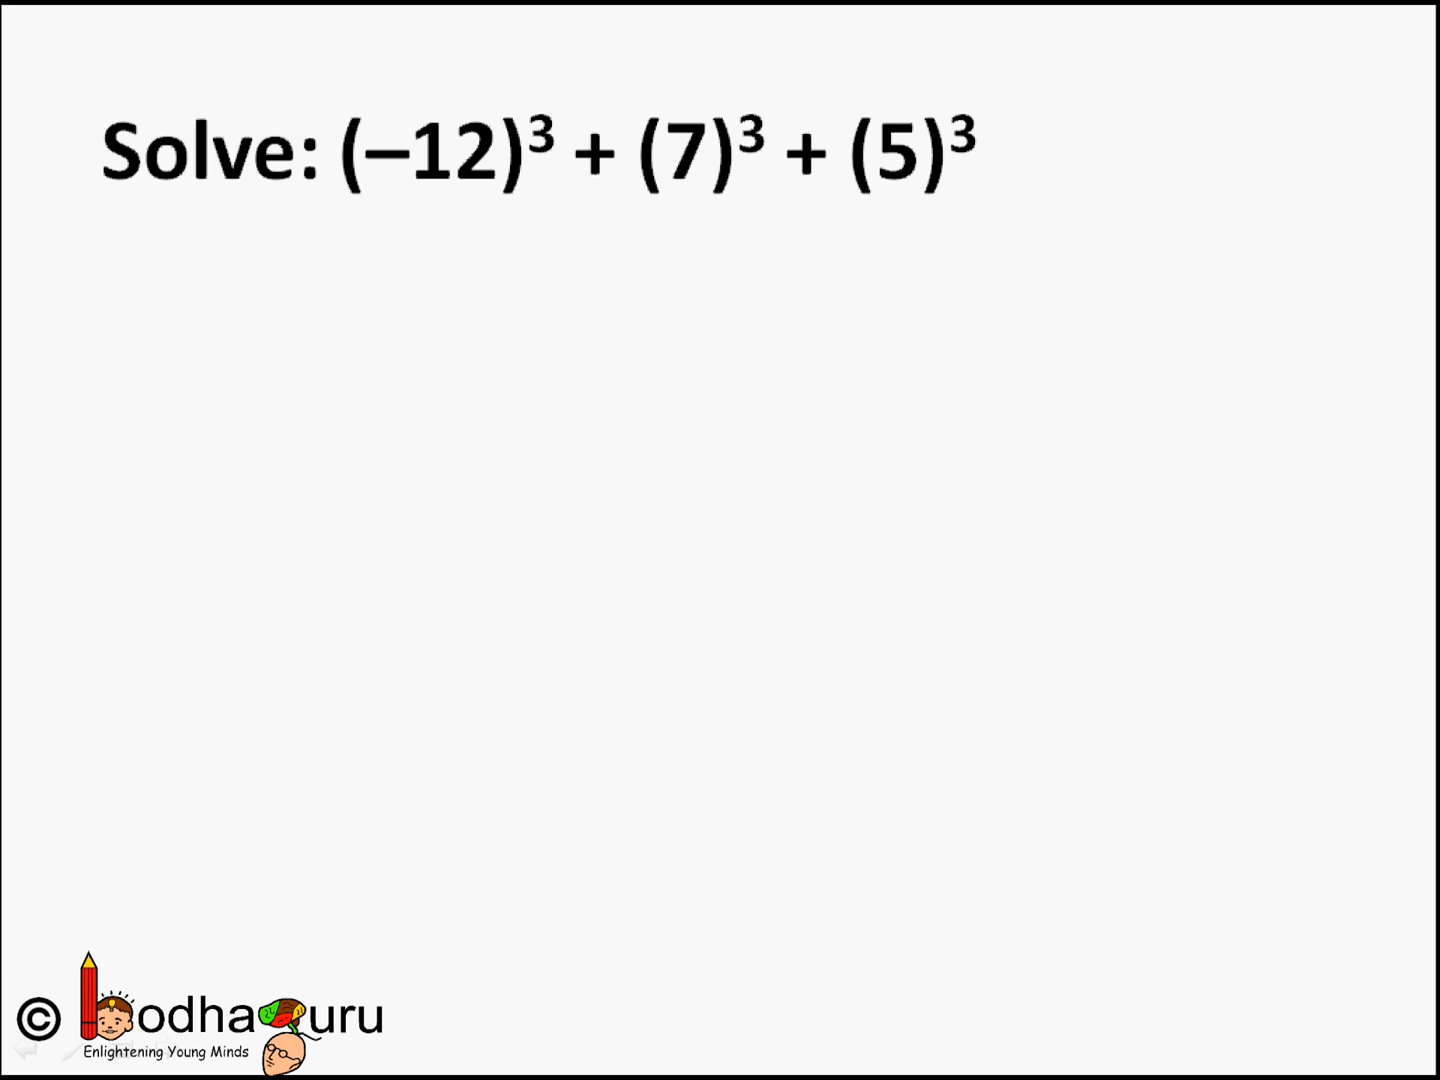 Solve: (–12)³ + (7)³ + (5)³
© bodhaguru
Enlightening Young Minds